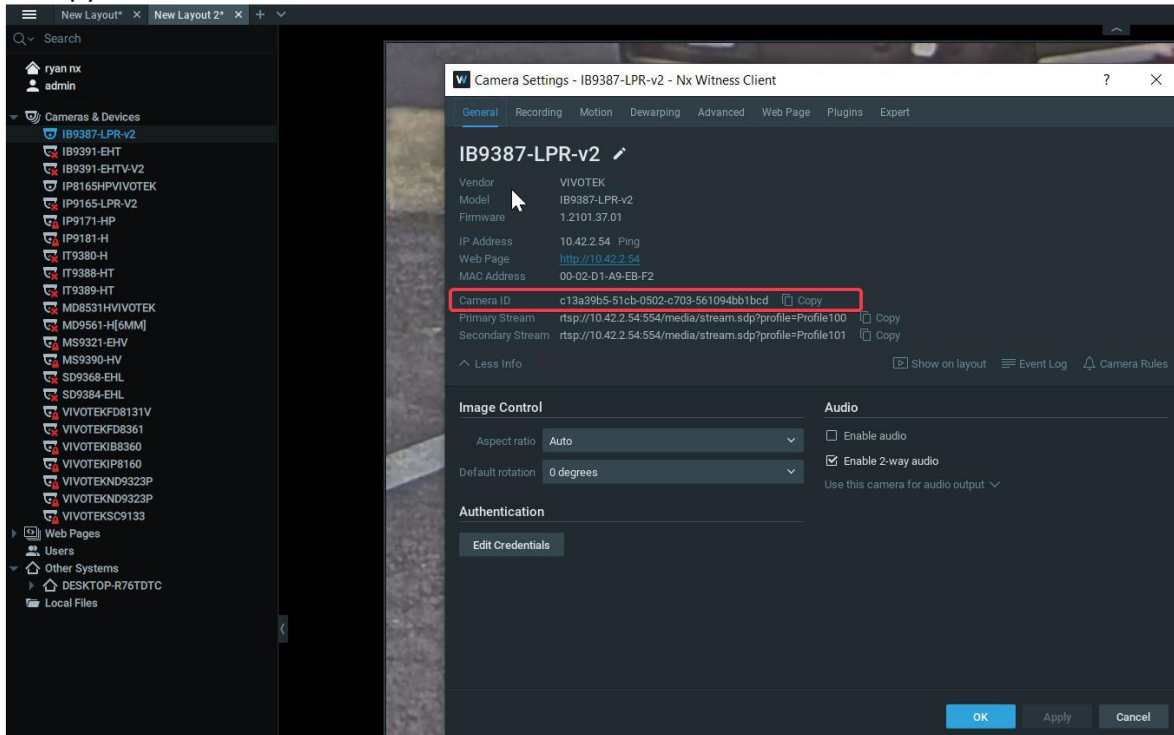 New Layout* × New Layout 2* × +
Search
ryan nx
admin
Cameras & Devices
IB9387-LPR-v2
IB9391-EHT
IB9391-EHTV-V2
IP8165HPVIVOTEK
IP9165-LPR-V2
IP9171-HP
IP9181-H
IT9380-H
IT9388-HT
IT9389-HT
MD8531HVIVOTEK
MD9561-H[6MM]
MS9321-EHV
MS9390-HV
SD9368-EHL
SD9384-EHL
VIVOTEKFD8131V
VIVOTEKFD8361
VIVOTEKIB8360
VIVOTEKIP8160
VIVOTEKND9323P
VIVOTEKND9323P
VIVOTEKSC9133
Web Pages
Users
Other Systems
DESKTOP-R76TDTC
Local Files
W Camera Settings - IB9387-LPR-v2 - Nx Witness Client ? ×
General Recording Motion Dewarping Advanced Web Page Plugins Expert
IB9387-LPR-v2
Vendor VIVOTEK
Model IB9387-LPR-v2
Firmware 1.2101.37.01
IP Address 10.42.2.54 Ping
Web Page http://10.42.2.54
MAC Address 00-02-D1-A9-EB-F2
Camera ID c13a39b5-51cb-0502-c703-561094bb1bcd Copy
Primary Stream rtsp://10.42.2.54:554/media/stream.sdp?profile=Profile100 Copy
Secondary Stream rtsp://10.42.2.54:554/media/stream.sdp?profile=Profile101 Copy
Less Info Show on layout Event Log Camera Rules
Image Control
Aspect ratio Auto
Default rotation 0 degrees
Authentication
Edit Credentials
Audio
Enable audio
Enable 2-way audio
Use this camera for audio output
OK Apply Cancel